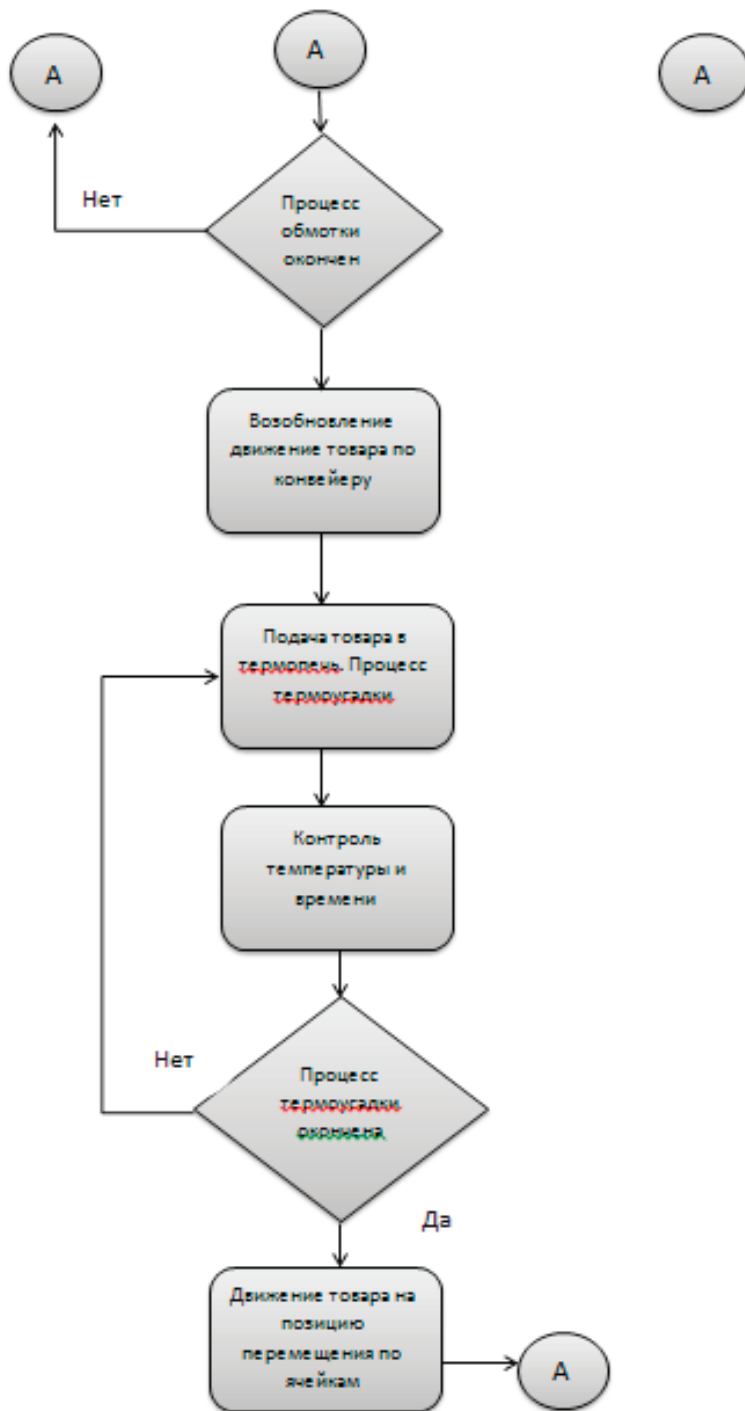 А
А
А
Нет
Процесс
обмотки
окончен
Возобновление
движение товара по
конвейеру
Подача товара в
термопень. Процесс
термоусадки
Контроль
температуры и
времени
Нет
Процесс
термоусадки
окончена
Да
Движение товара на
позицию
перемещения по
ячейкам
А